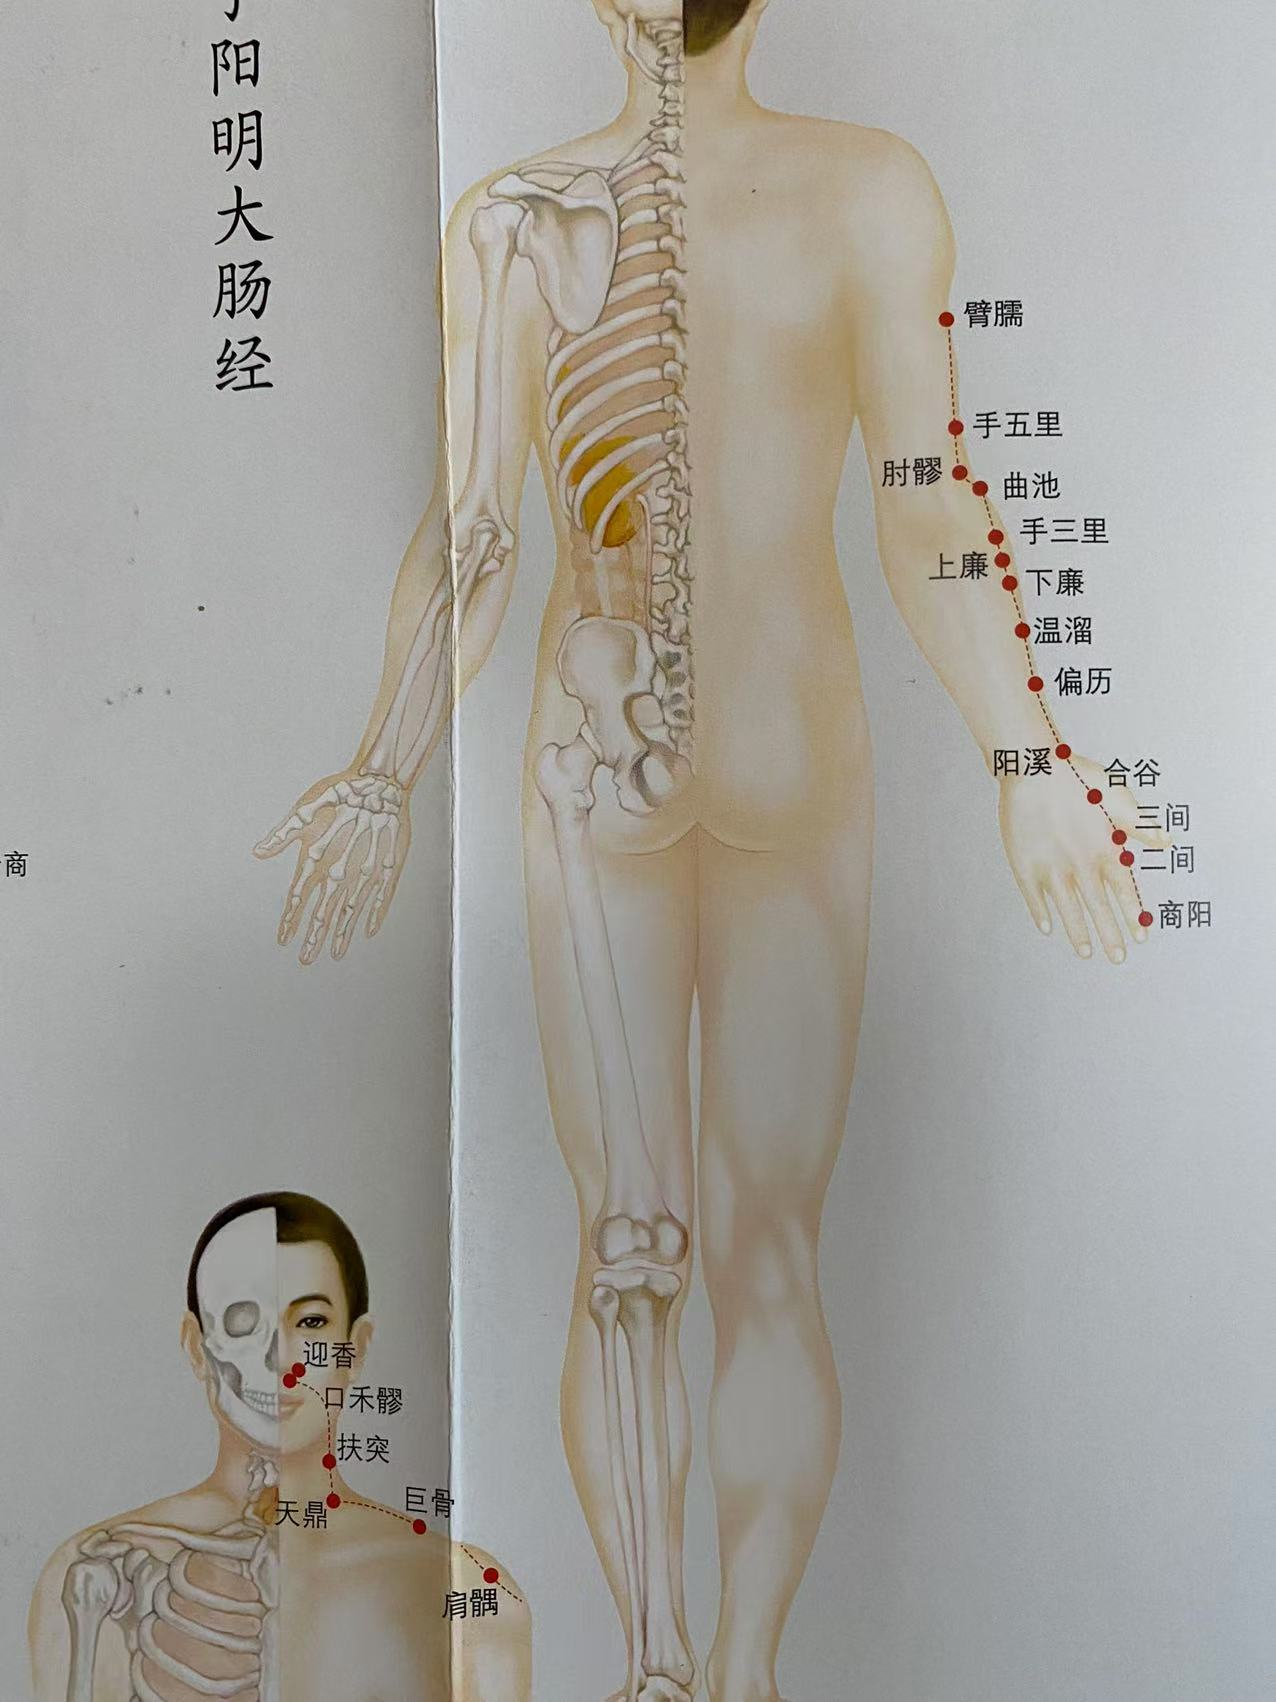 阳明大肠经
商
臂臑
手五里
肘髎
曲池
手三里
上廉
下廉
温溜
偏历
阳溪
合谷
三间
二间
商阳
迎香
口禾髎
扶突
天鼎
巨骨
肩髃